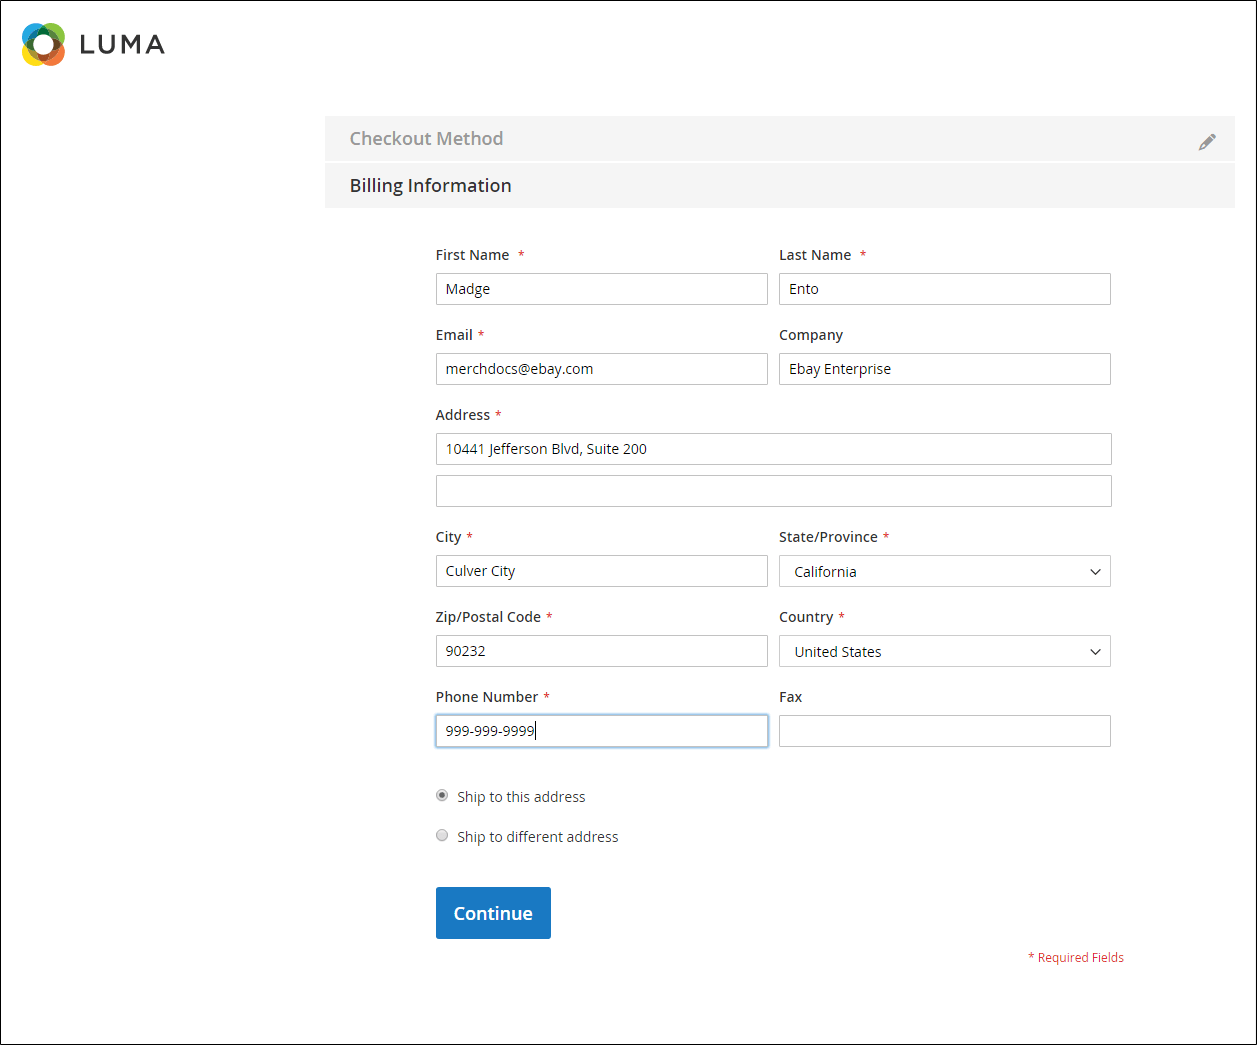 LUMA
Checkout Method
Billing Information
First Name * Last Name *
Madge Ento
Email * Company
merchdocs@ebay.com Ebay Enterprise
Address *
10441 Jefferson Blvd, Suite 200
City * State/Province *
Culver City California
Zip/Postal Code * Country *
90232 United States
Phone Number * Fax
999-999-9999
Ship to this address
Ship to different address
Continue
* Required Fields